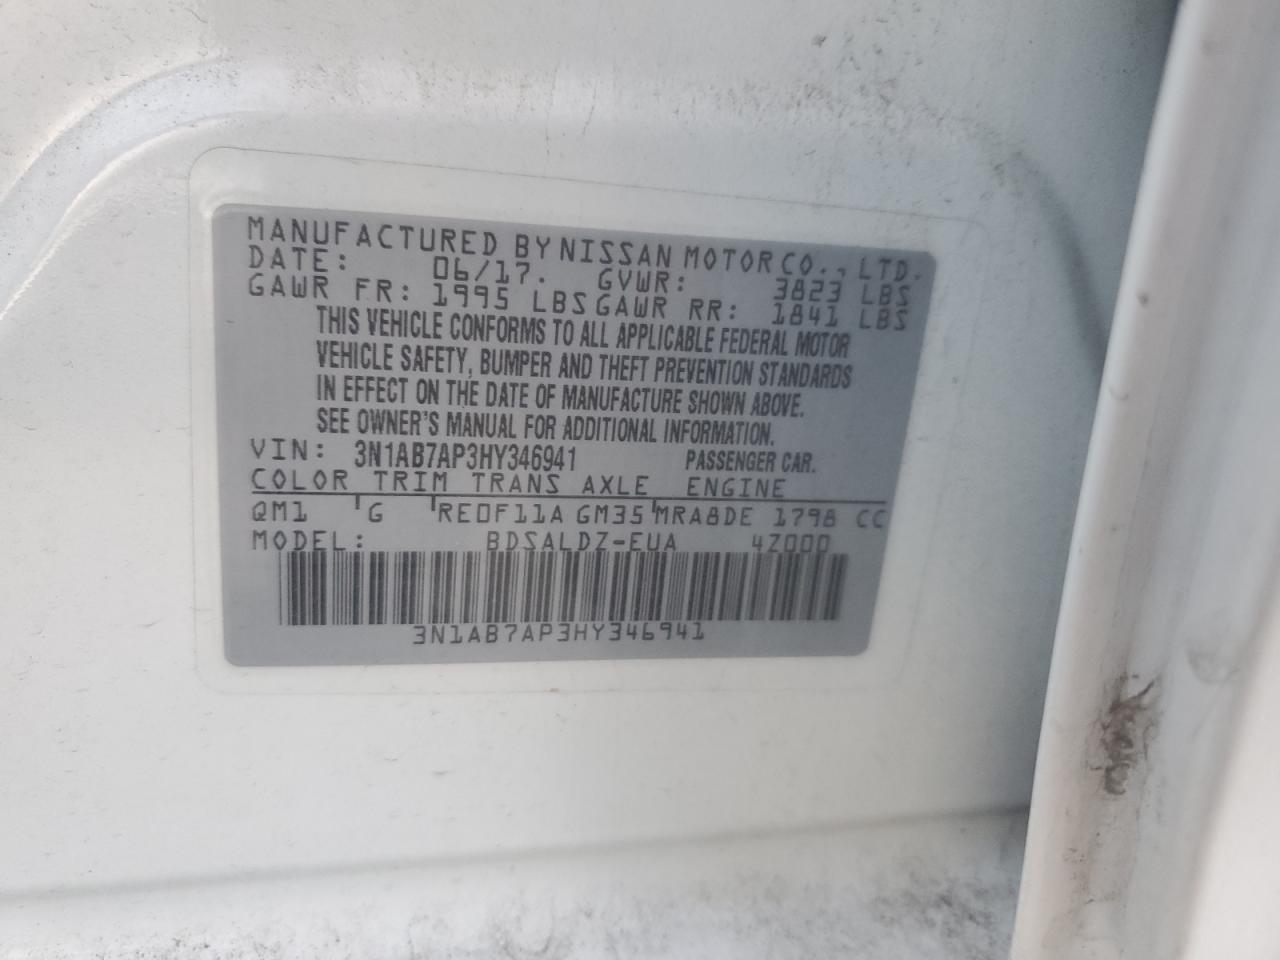 MANUFACTURED BY NISSAN MOTOR CO., LTD.
DATE: 06/17. GVWR: 3823 LBS
GAWR FR: 1995 LBS GAWR RR: 1841 LBS
THIS VEHICLE CONFORMS TO ALL APPLICABLE FEDERAL MOTOR
VEHICLE SAFETY, BUMPER AND THEFT PREVENTION STANDARDS
IN EFFECT ON THE DATE OF MANUFACTURE SHOWN ABOVE.
SEE OWNER'S MANUAL FOR ADDITIONAL INFORMATION.
VIN: 3N1AB7AP3HY346941 PASSENGER CAR.
COLOR TRIM TRANS AXLE ENGINE
QM1 G RE0F11A GM35 MRA8DE 1798 CC
MODEL: BDSALDZ-EUA 4Z000
3N1AB7AP3HY346941